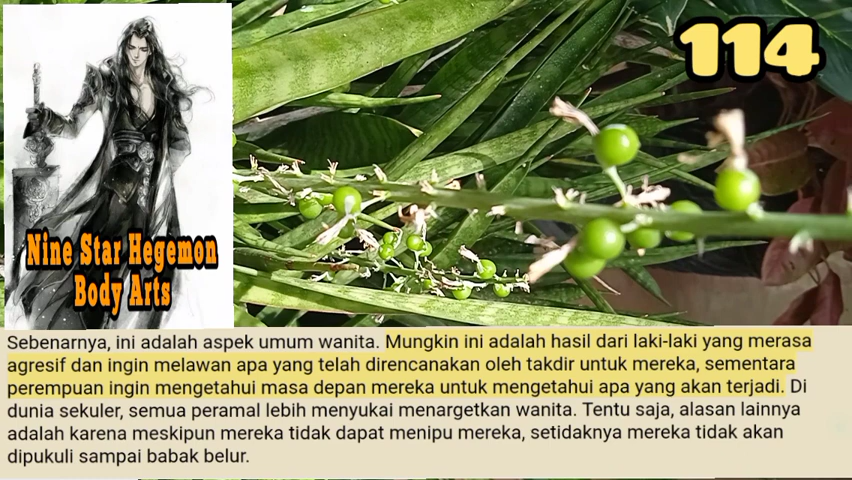 114
Nine Star Hegemon
Body Arts
Sebenarnya, ini adalah aspek umum wanita. Mungkin ini adalah hasil dari laki-laki yang merasa
agresif dan ingin melawan apa yang telah direncanakan oleh takdir untuk mereka, sementara
perempuan ingin mengetahui masa depan mereka untuk mengetahui apa yang akan terjadi. Di
dunia sekuler, semua peramal lebih menyukai menargetkan wanita. Tentu saja, alasan lainnya
adalah karena meskipun mereka tidak dapat menipu mereka, setidaknya mereka tidak akan
dipukuli sampai babak belur.